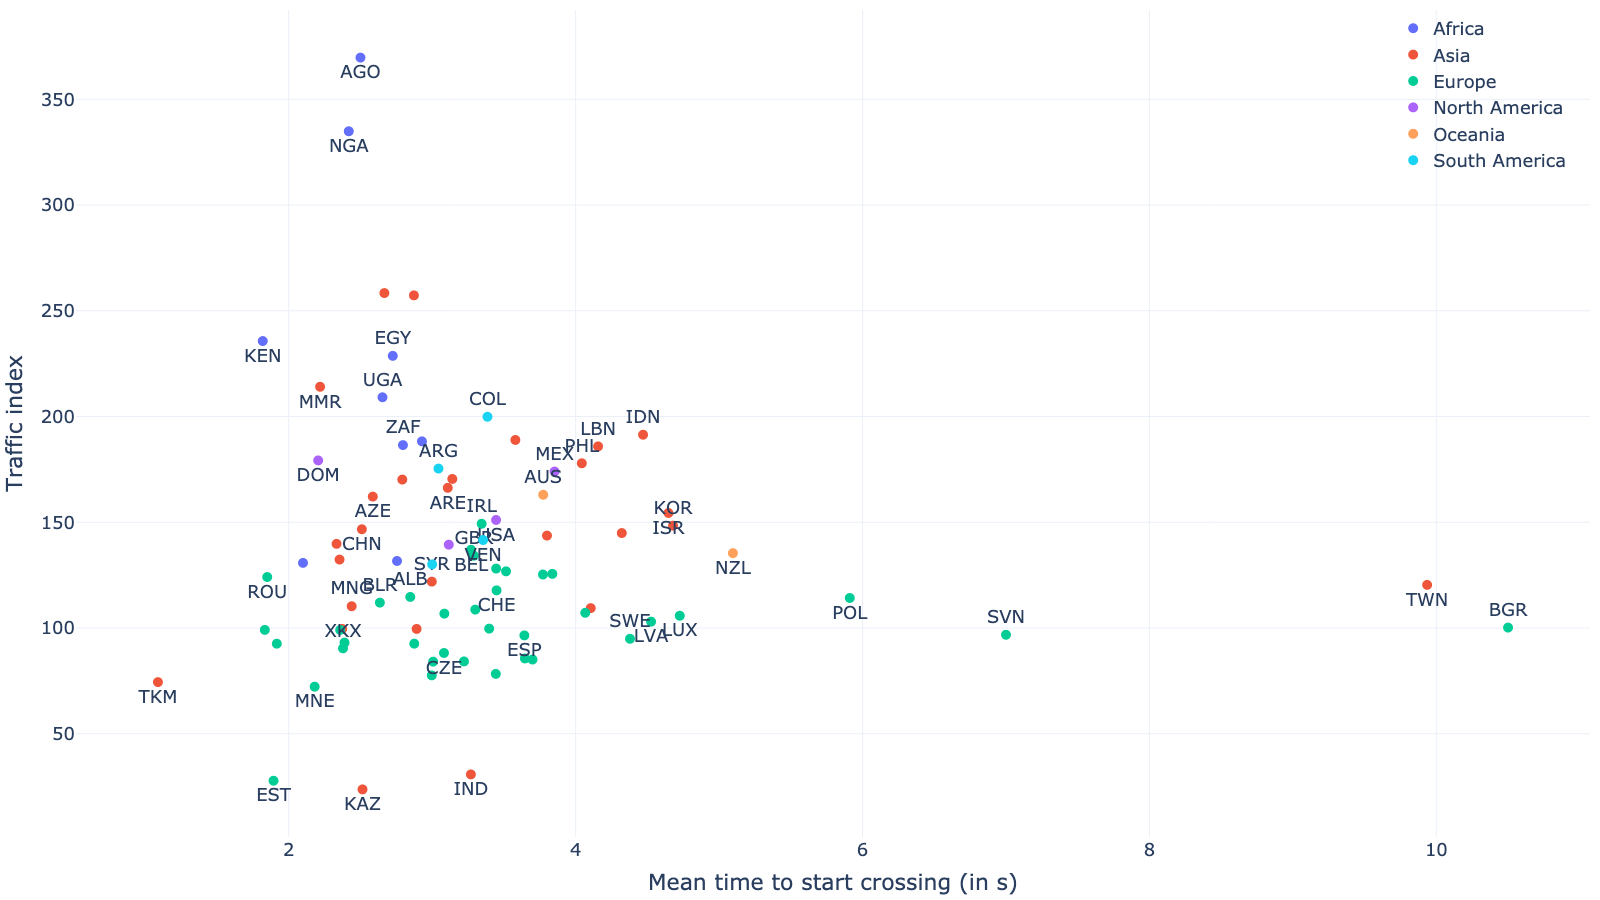 Africa
Asia
Europe
North America
Oceania
South America
AGO
350
NGA
300
250
EGY
KEN
UGA
MMR
COL
200
IDN
ZAF
LBN
ARG
PHL
MEX
DOM
AUS
ARE
IRL
AZE
KOR
150
ISR
USA
GBR
CHN
VEN
SYR
BEL
NZL
ALB
BLR
MNG
ROU
TWN
CHE
BGR
POL
SWE
SVN
100
XKX
LUX
LVA
ESP
CZE
TKM
MNE
50
IND
EST
KAZ
2
4
6
8
10
Mean time to start crossing (in s)
Traffic index